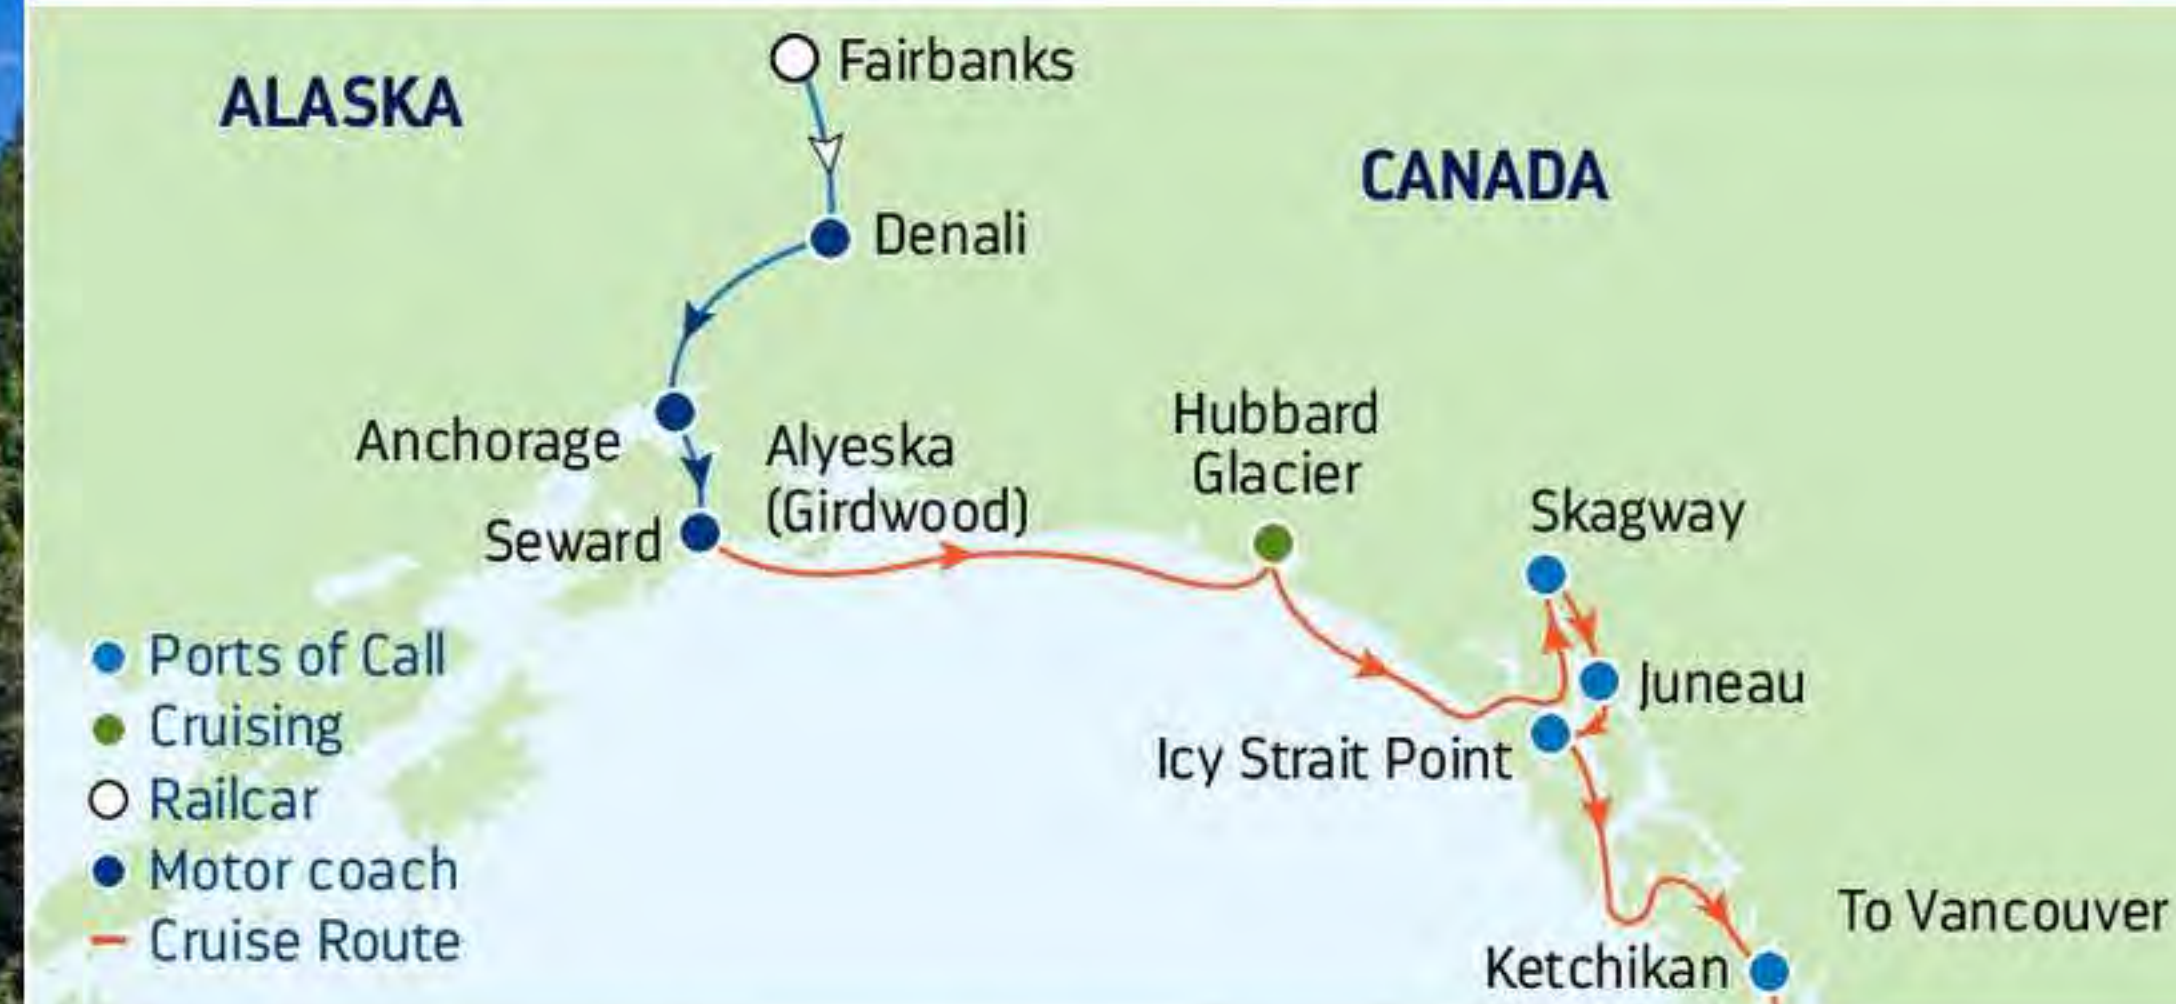 ALASKA
Fairbanks
CANADA
Denali
Anchorage
Alyeska
(Girdwood)
Hubbard
Glacier
Seward
Skagway
Juneau
Icy Strait Point
Ports of Call
Cruising
Railcar
Motor coach
Cruise Route
To Vancouver
Ketchikan